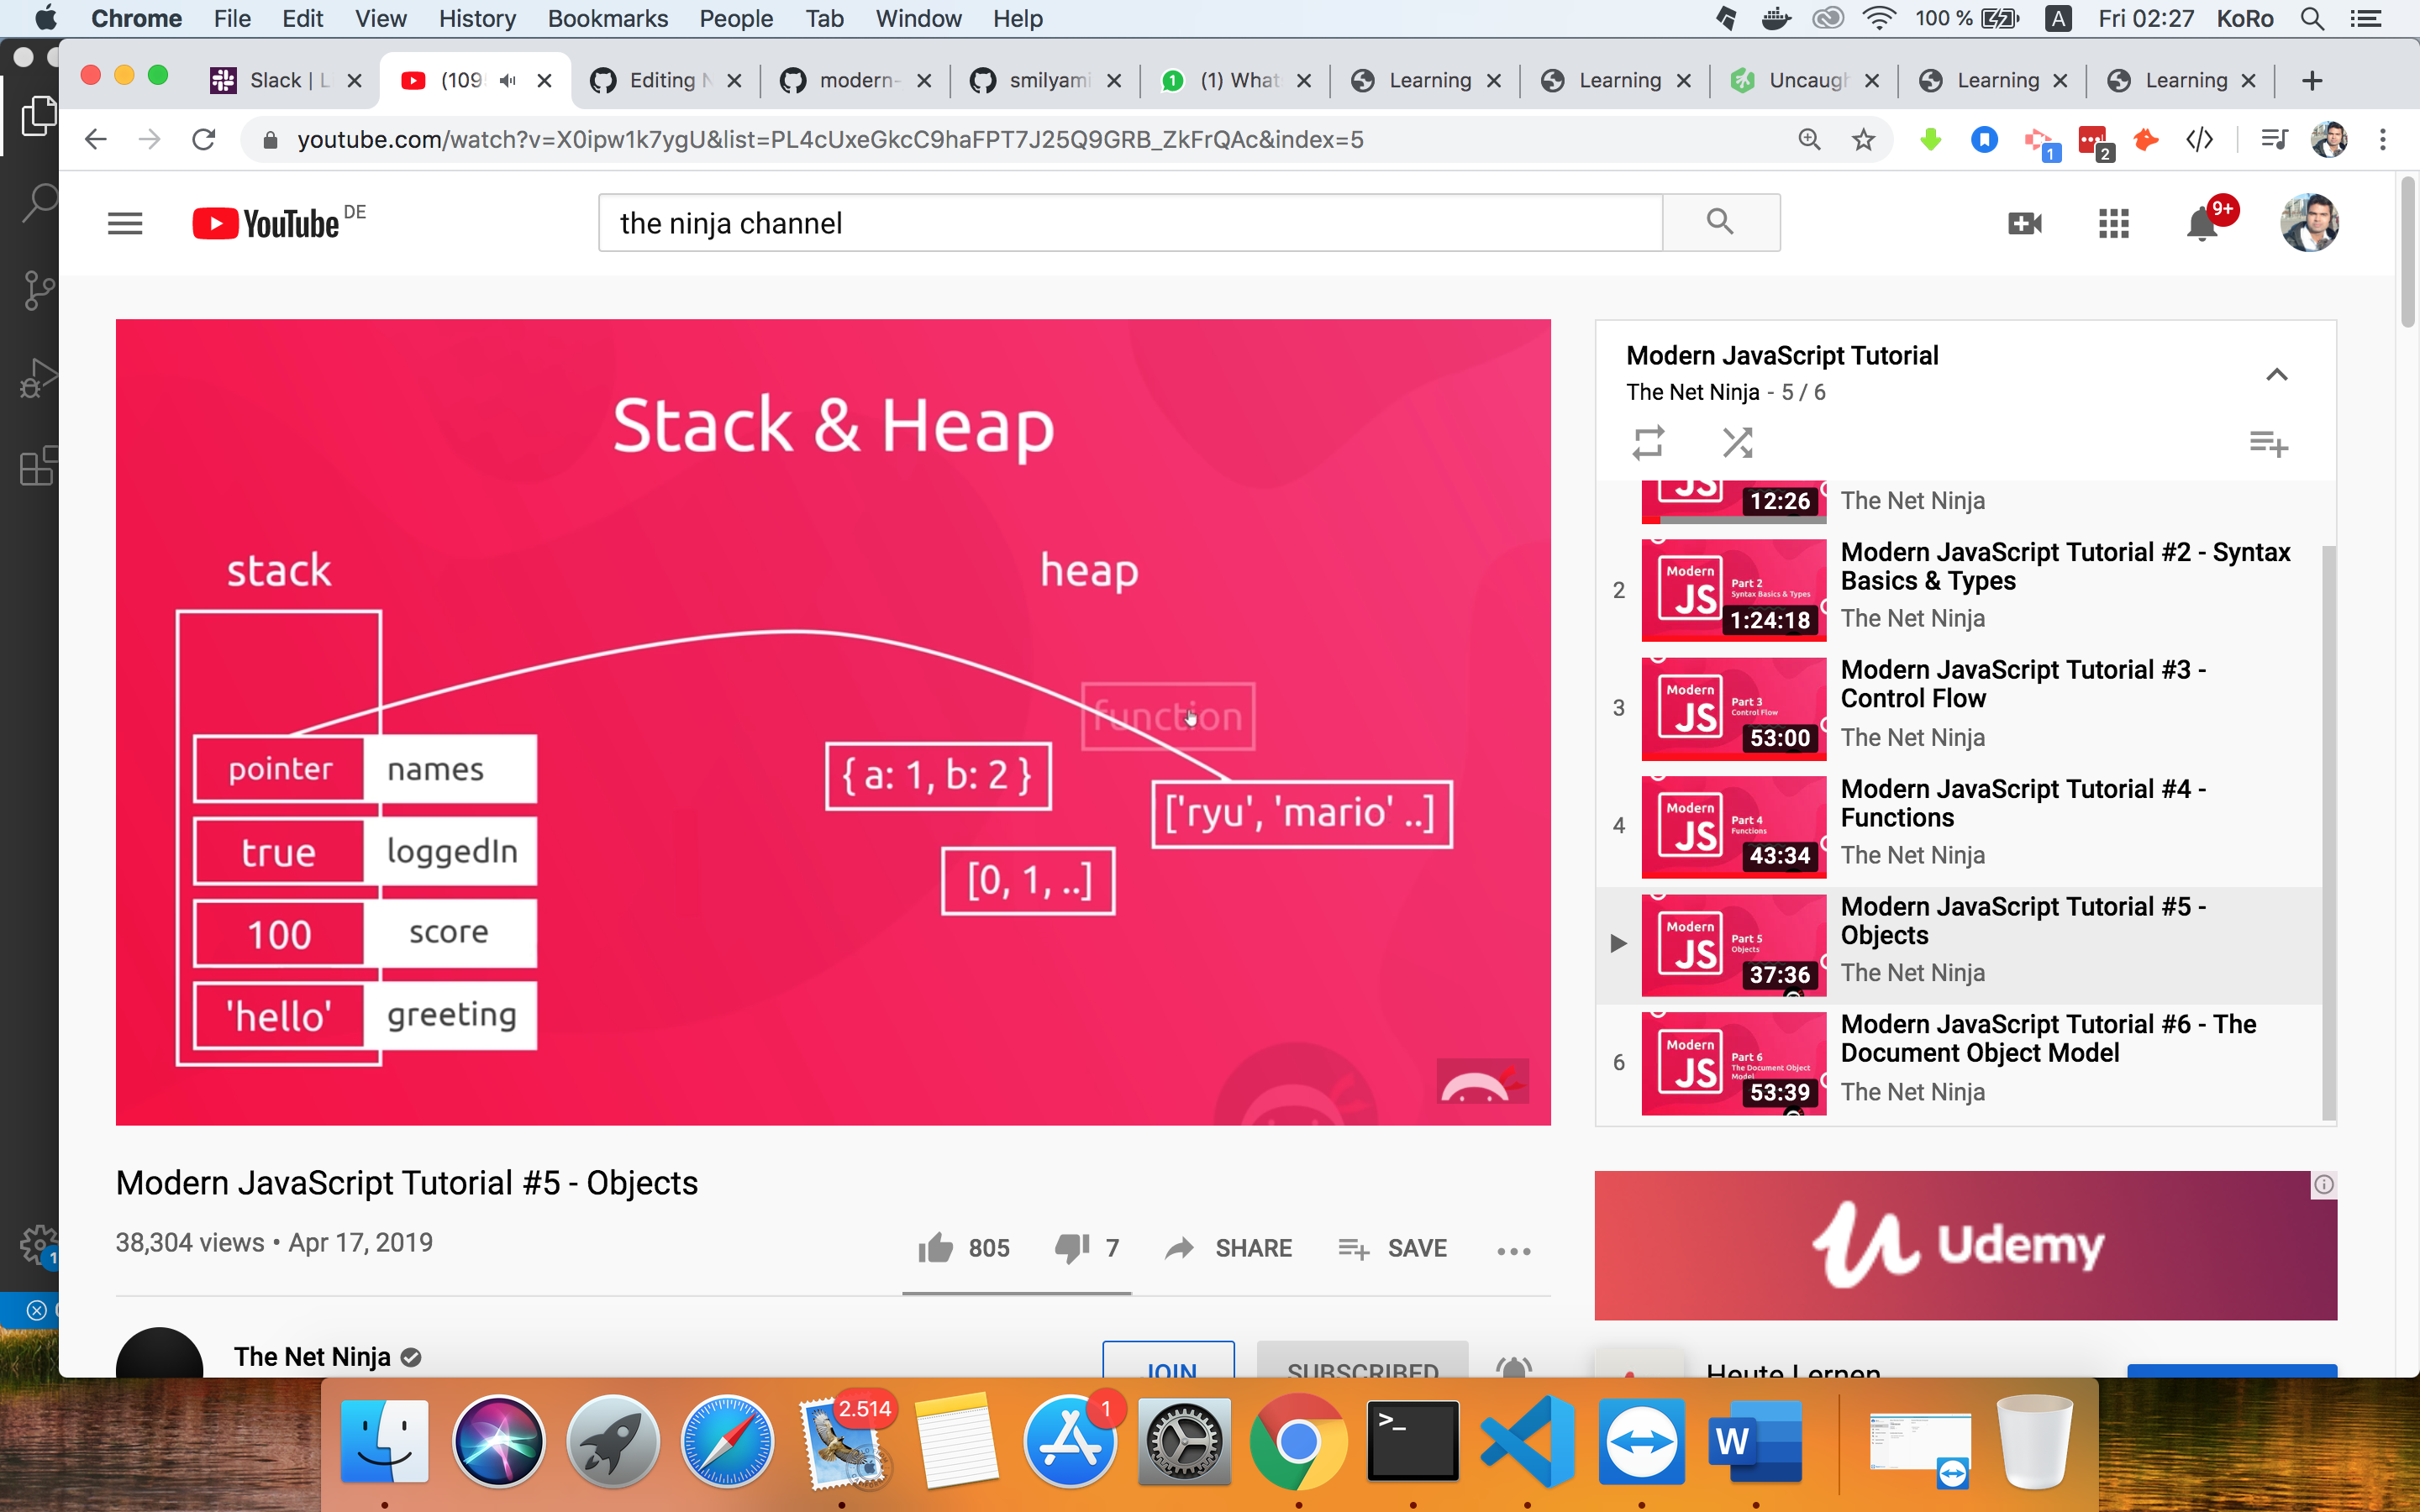 Chrome File Edit View History Bookmarks People Tab Window Help 100 % A Fri 02:27 KoRo
Slack | L (109 Editing N modern- smilyami 1 (1) What Learning Learning Uncaugh Learning Learning
youtube.com/watch?v=X0ipw1k7ygU&list=PL4cUxeGkcC9haFPT7J25Q9GRB_ZkFrQAc&index=5 1 2
YouTube DE the ninja channel 9+
Stack & Heap
stack heap
function
pointer names
{ a: 1, b: 2 }
['ryu', 'mario' ..]
true loggedIn
[0, 1, ..]
100 score
'hello' greeting
Modern JavaScript Tutorial
The Net Ninja - 5 / 6
JS 12:26 The Net Ninja
2 Modern JS Part 2 Syntax Basics & Types 1:24:18
Modern JavaScript Tutorial #2 - Syntax
Basics & Types
The Net Ninja
3 Modern JS Part 3 Control Flow 53:00
Modern JavaScript Tutorial #3 -
Control Flow
The Net Ninja
4 Modern JS Part 4 Functions 43:34
Modern JavaScript Tutorial #4 -
Functions
The Net Ninja
Modern JS Part 5 Objects 37:36
Modern JavaScript Tutorial #5 -
Objects
The Net Ninja
6 Modern JS Part 6 The Document Object Model 53:39
Modern JavaScript Tutorial #6 - The
Document Object Model
The Net Ninja
Modern JavaScript Tutorial #5 - Objects
38,304 views • Apr 17, 2019
805 7 SHARE SAVE
Udemy
The Net Ninja
JOIN SUBSCRIBED
Heute Lernen
1
2.514 1 >_ W